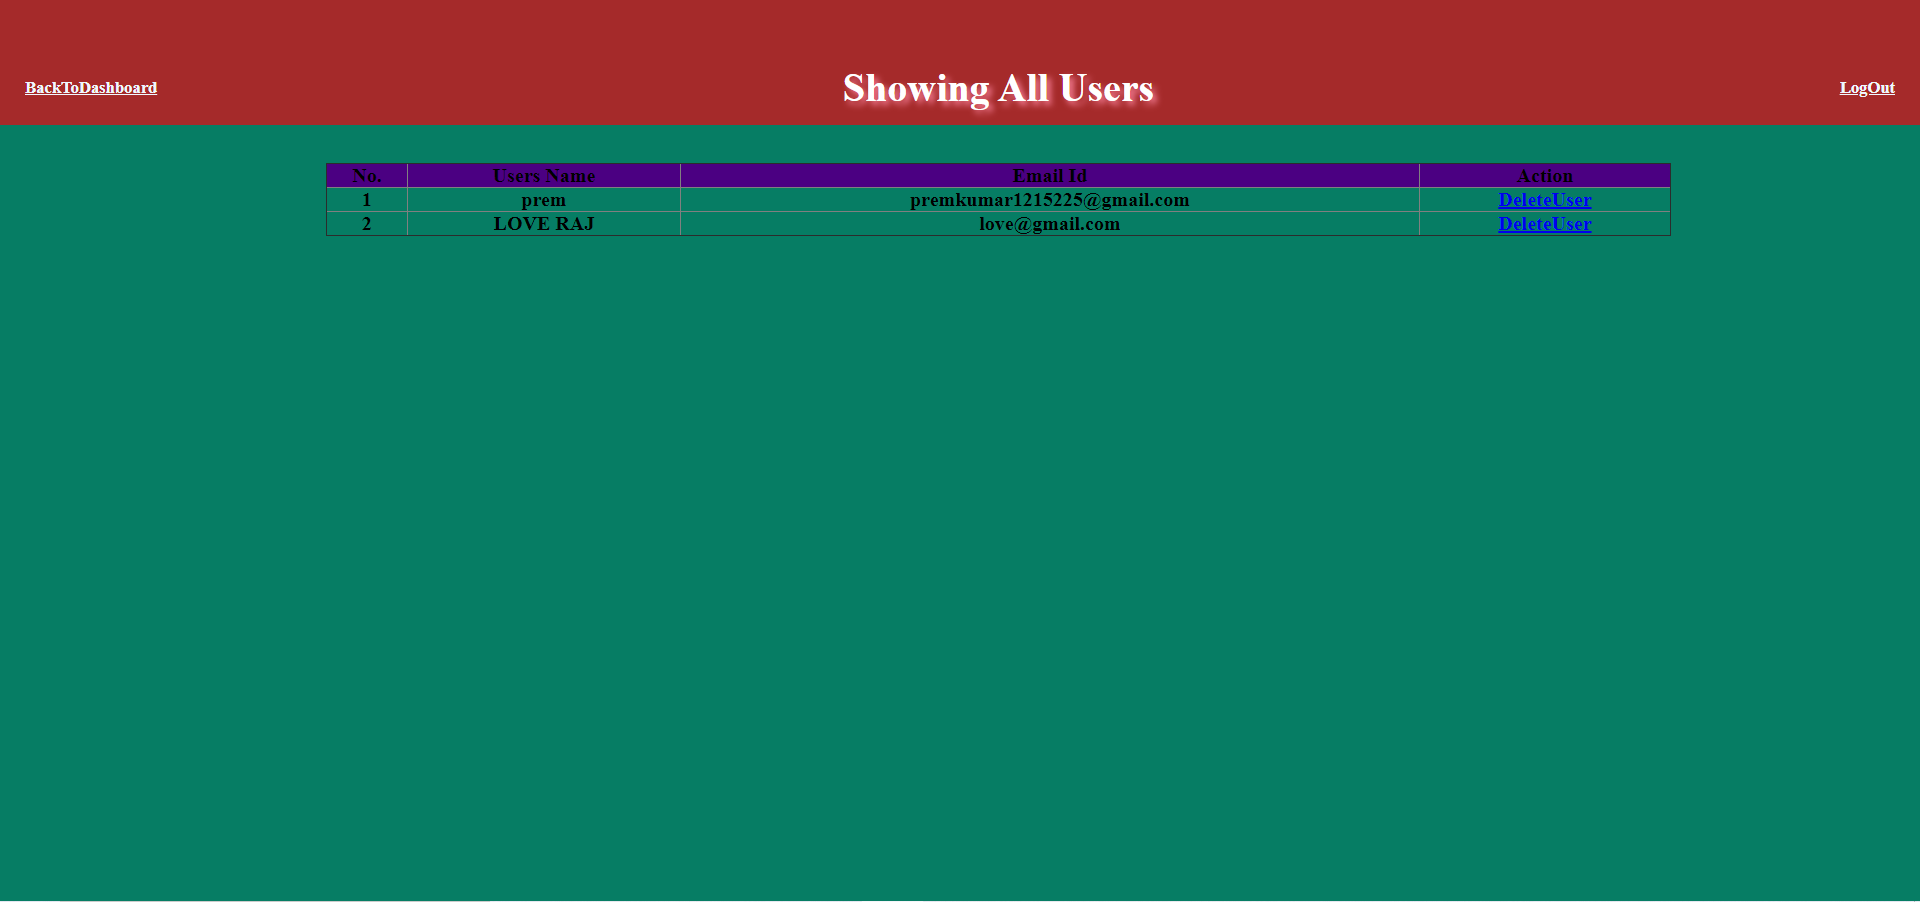 BackToDashboard Showing All Users LogOut
No. Users Name Email Id Action
1 prem premkumar1215225@gmail.com DeleteUser
2 LOVE RAJ love@gmail.com DeleteUser